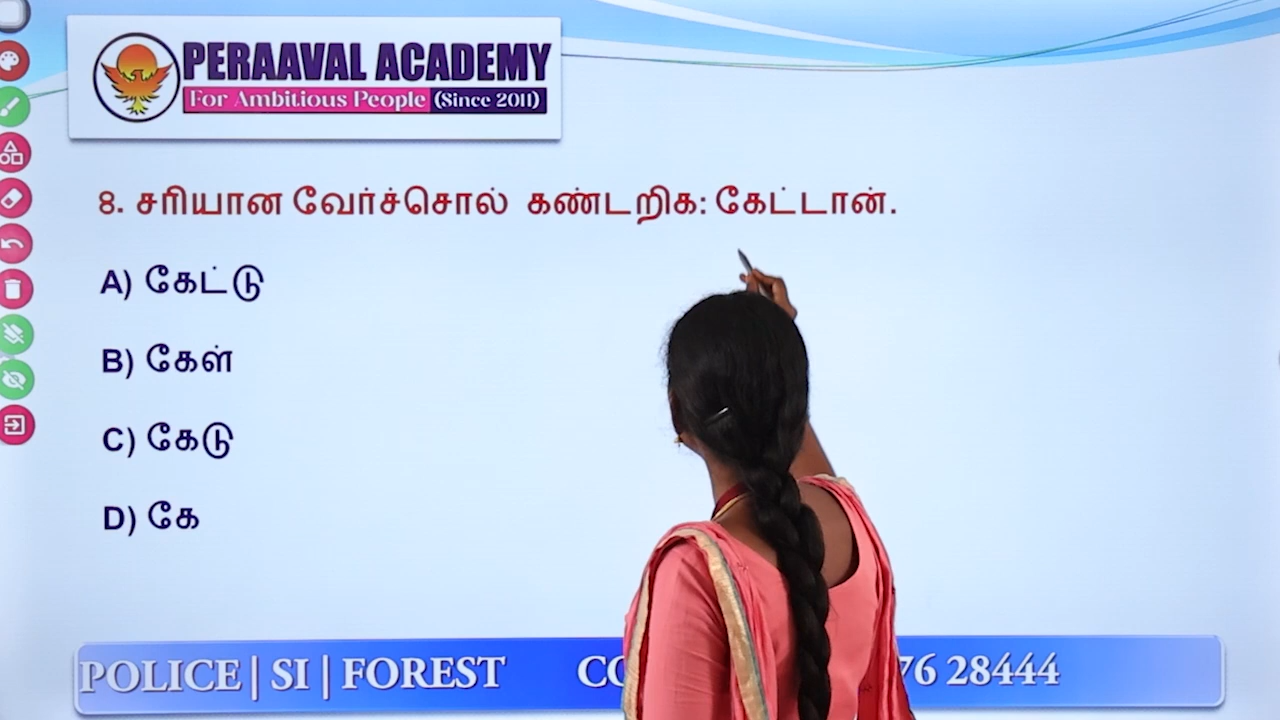 PERAAVAL ACADEMY
For Ambitious People (Since 2011)
8. சரியான வேர்ச்சொல் கண்டறிக: கேட்டான்.
A) கேட்டு
B) கேள்
C) கேடு
D) கே
POLICE | SI | FOREST 76 28444